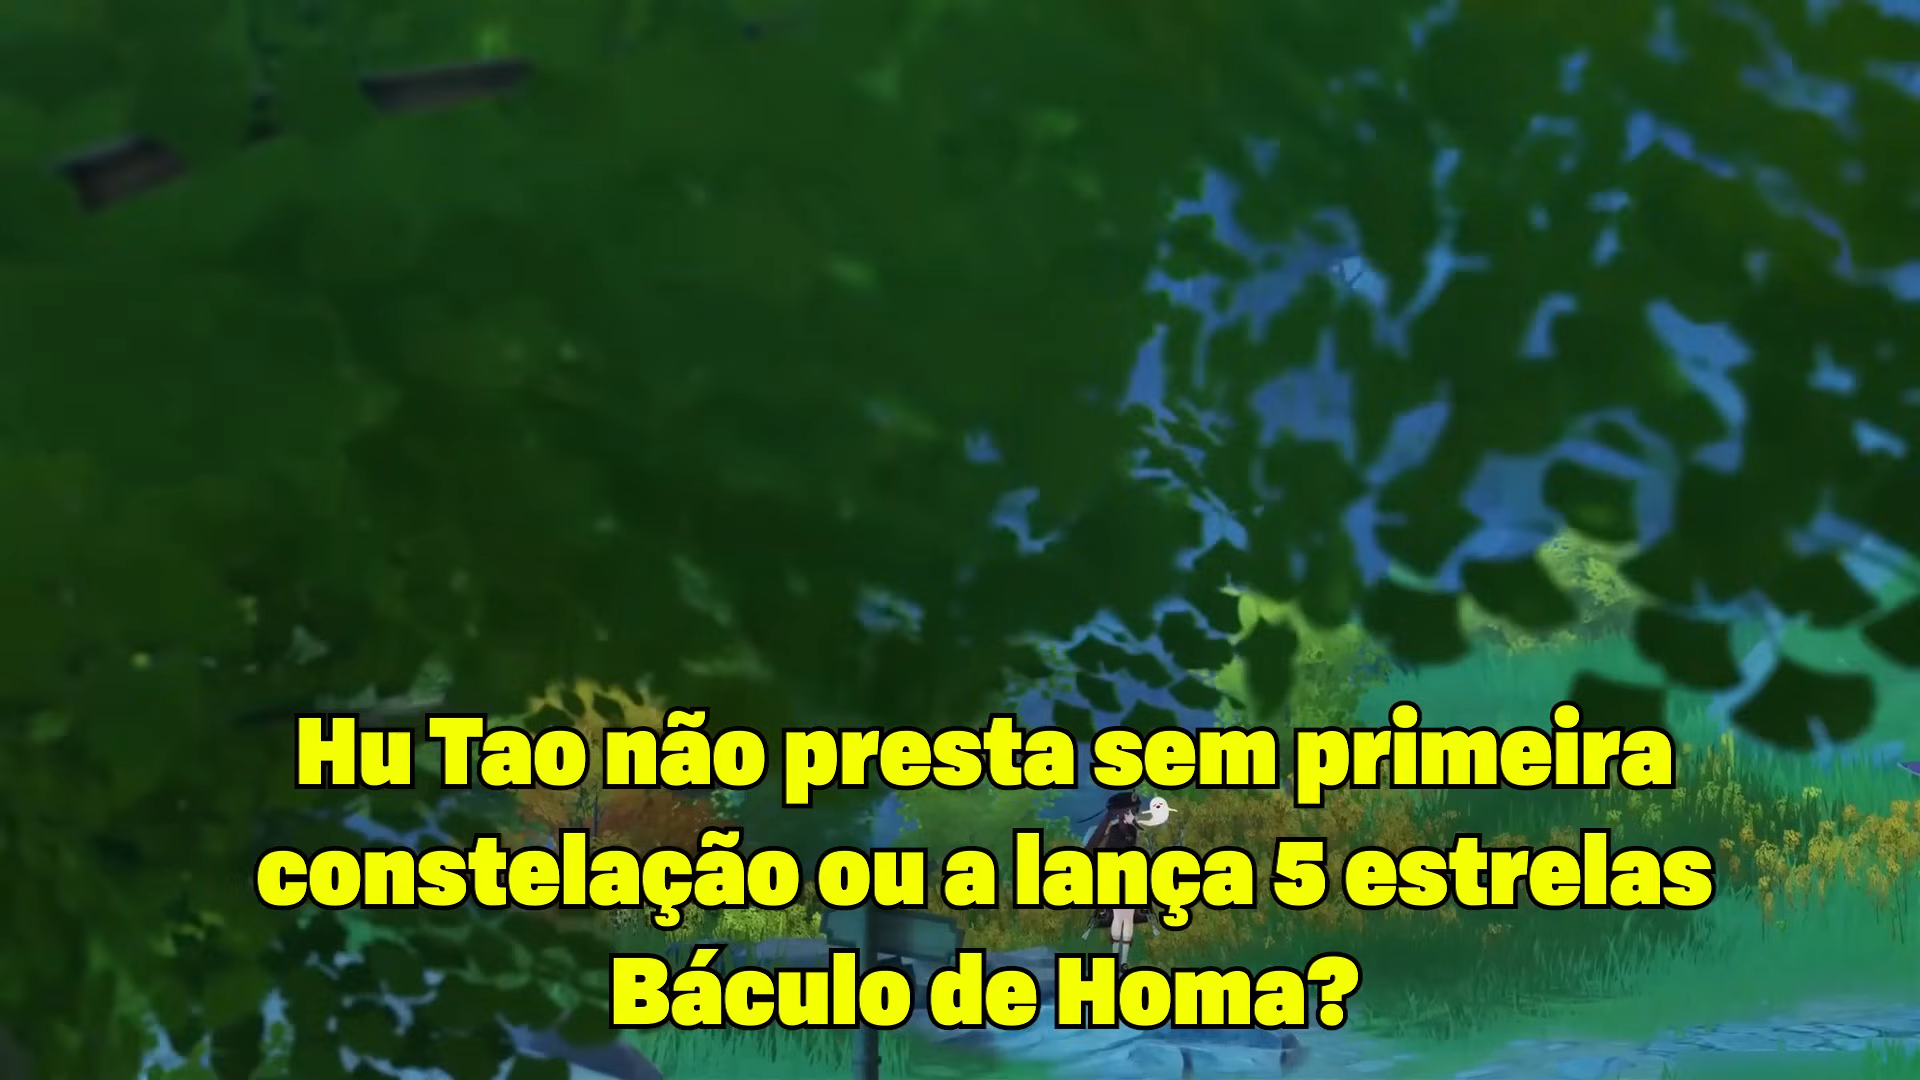 Hu Tao não presta sem primeira
constelação ou a lança 5 estrelas
Báculo de Homa?